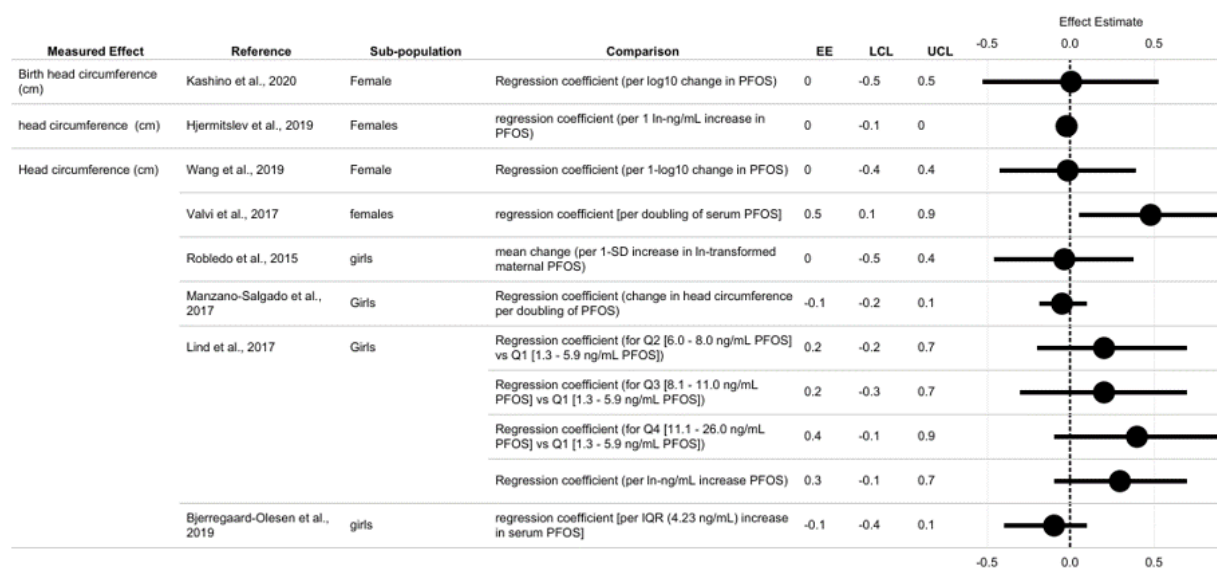 Effect Estimate
Measured Effect Reference Sub-population Comparison EE LCL UCL -0.5 0.0 0.5
Birth head circumference
(cm) Kashino et al., 2020 Female Regression coefficient (per log10 change in PFOS) 0 -0.5 0.5
head circumference (cm) Hjermitslev et al., 2019 Females regression coefficient (per 1 ln-ng/mL increase in
PFOS) 0 -0.1 0
Head circumference (cm) Wang et al., 2019 Female Regression coefficient (per 1-log10 change in PFOS) 0 -0.4 0.4
Valvi et al., 2017 females regression coefficient [per doubling of serum PFOS] 0.5 0.1 0.9
Robledo et al., 2015 girls mean change (per 1-SD increase in ln-transformed
maternal PFOS) 0 -0.5 0.4
Manzano-Salgado et al.,
2017 Girls Regression coefficient (change in head circumference
per doubling of PFOS) -0.1 -0.2 0.1
Lind et al., 2017 Girls Regression coefficient (for Q2 [6.0 - 8.0 ng/mL PFOS]
vs Q1 [1.3 - 5.9 ng/mL PFOS]) 0.2 -0.2 0.7
Regression coefficient (for Q3 [8.1 - 11.0 ng/mL
PFOS] vs Q1 [1.3 - 5.9 ng/mL PFOS]) 0.2 -0.3 0.7
Regression coefficient (for Q4 [11.1 - 26.0 ng/mL
PFOS] vs Q1 [1.3 - 5.9 ng/mL PFOS]) 0.4 -0.1 0.9
Regression coefficient (per ln-ng/mL increase PFOS) 0.3 -0.1 0.7
Bjerregaard-Olesen et al.,
2019 girls regression coefficient [per IQR (4.23 ng/mL) increase
in serum PFOS] -0.1 -0.4 0.1
-0.5 0.0 0.5